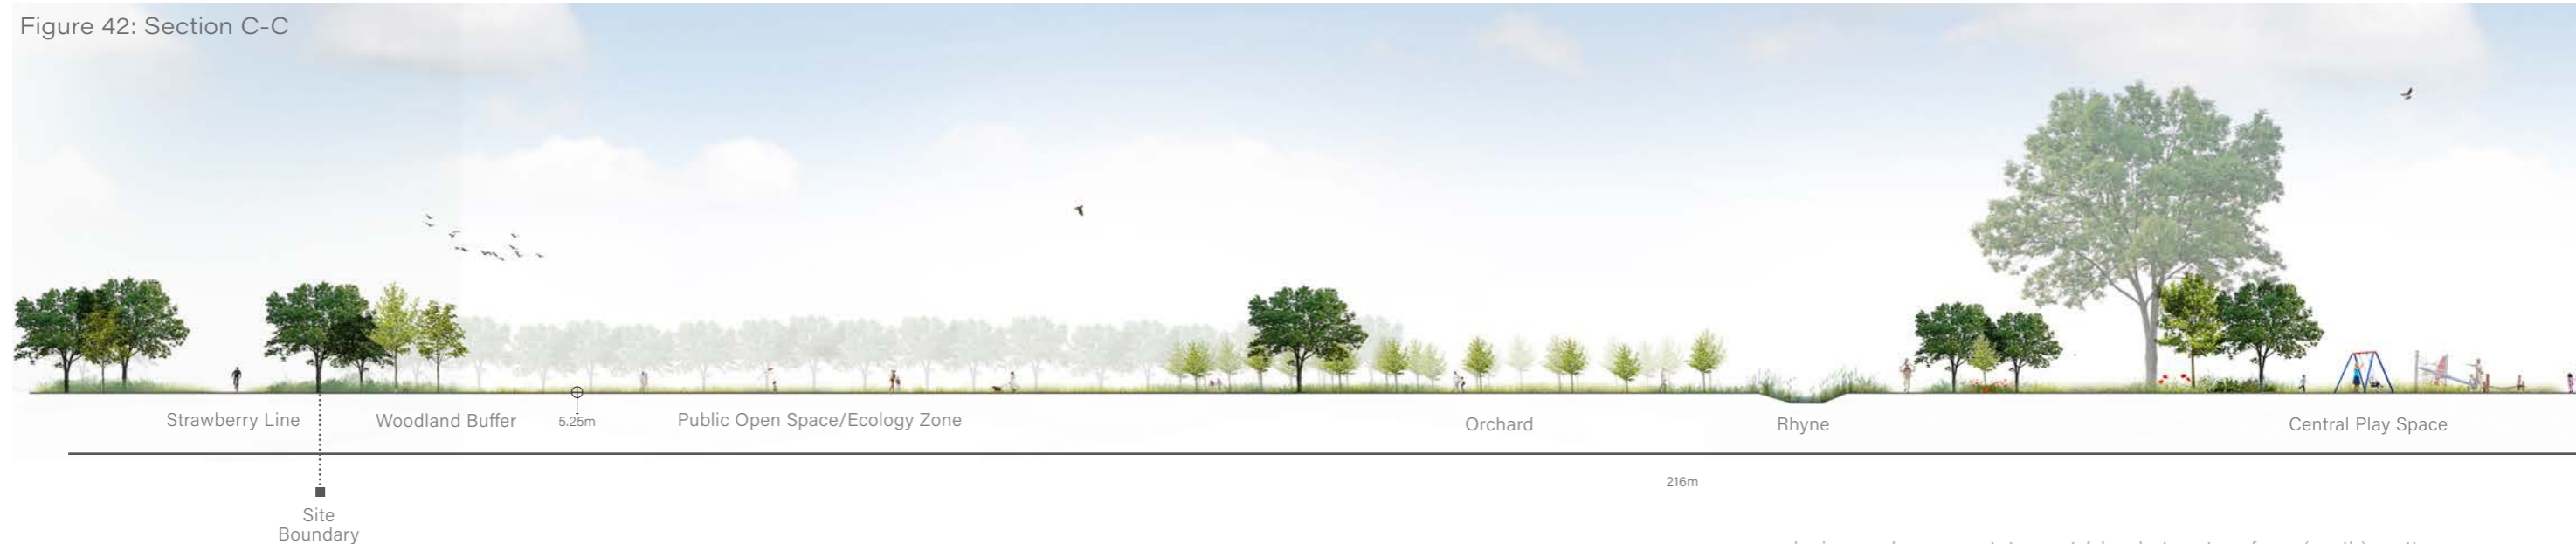 Figure 42: Section C-C
Strawberry Line
Woodland Buffer
5.25m
Public Open Space/Ecology Zone
Orchard
Rhyne
Central Play Space
216m
Site
Boundary